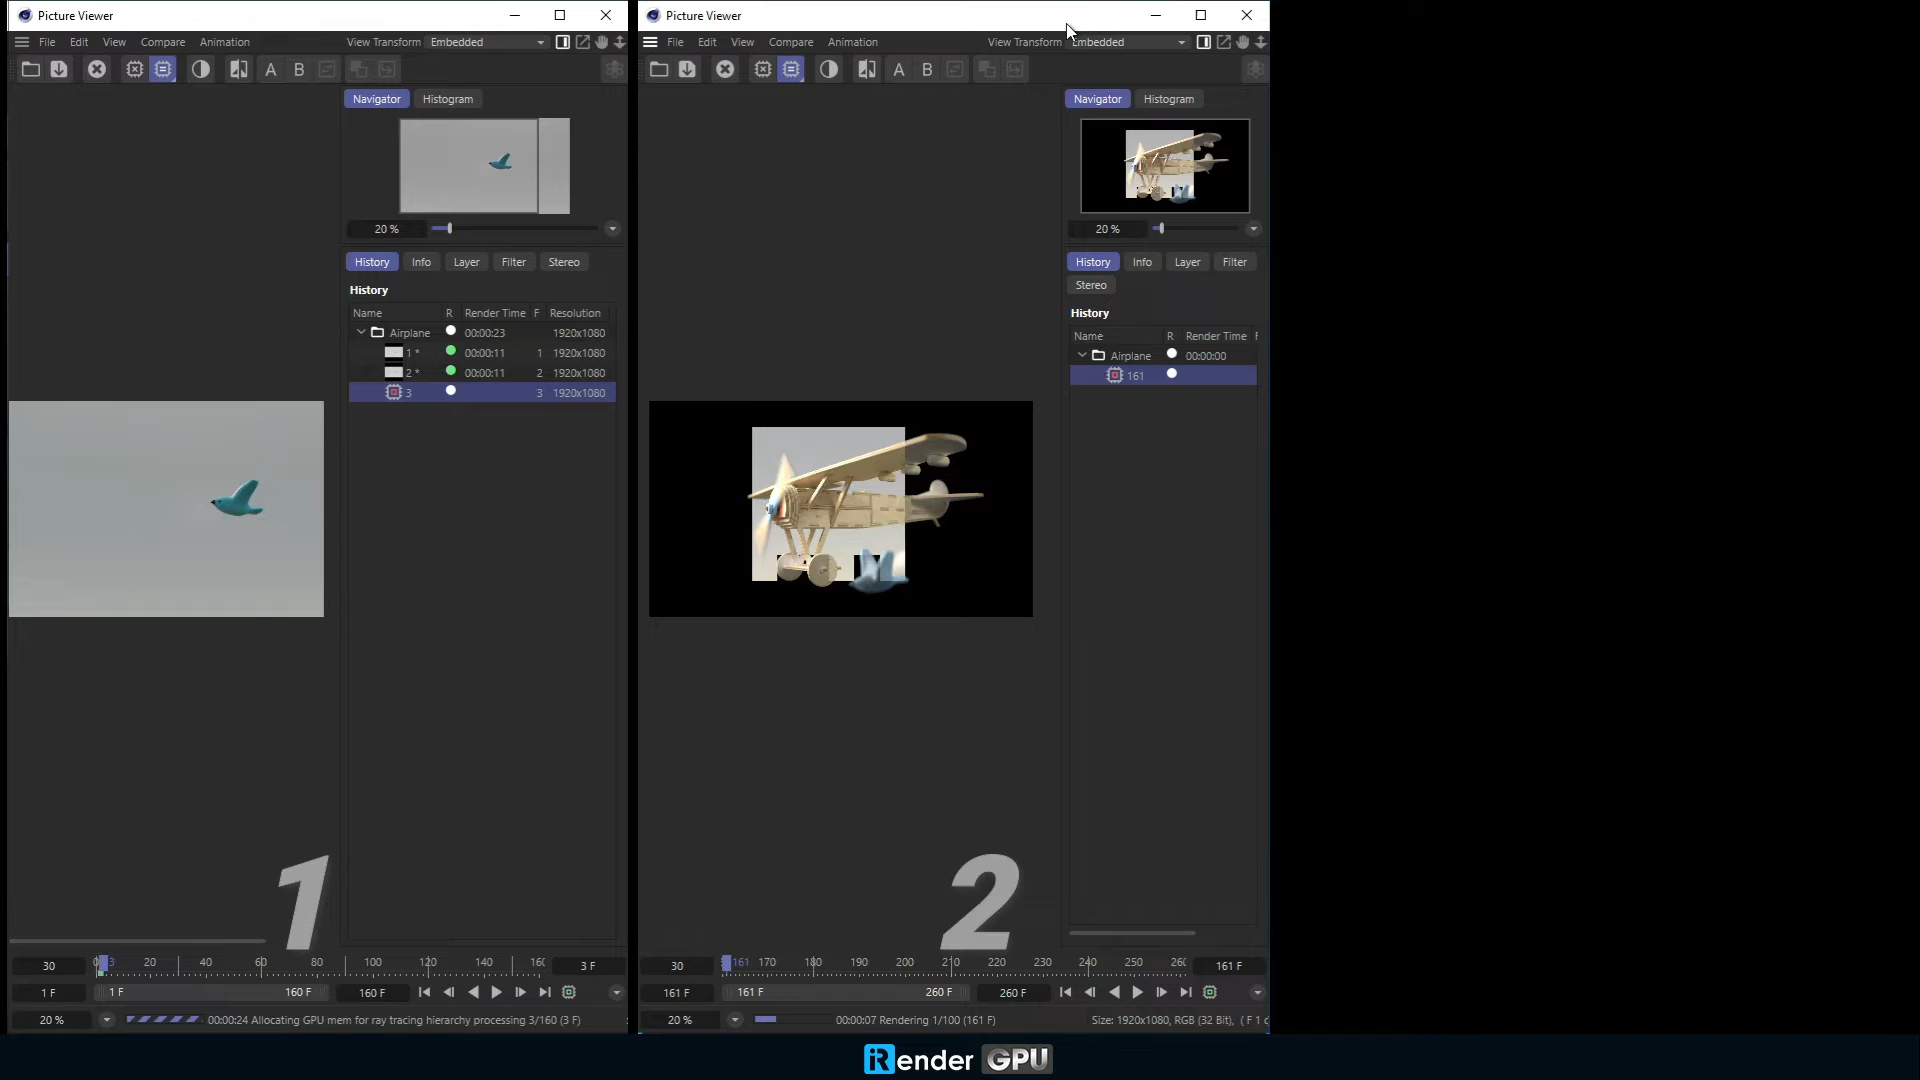 Picture Viewer
File Edit View Compare Animation View Transform Embedded
A B
Navigator Histogram
20 %
History Info Layer Filter Stereo
History
Name R Render Time F Resolution
Airplane 00:00:23 1920x1080
1 * 00:00:11 1 1920x1080
2 * 00:00:11 2 1920x1080
3 3 1920x1080
1
30 0 3 20 40 60 80 100 120 140 160 3 F
1 F 1 F 160 F 160 F
20 % 00:00:24 Allocating GPU mem for ray tracing hierarchy processing 3/160 (3 F)
Picture Viewer
File Edit View Compare Animation View Transform Embedded
A B
Navigator Histogram
20 %
History Info Layer Filter
Stereo
History
Name R Render Time F
Airplane 00:00:00
161
2
30 161 170 180 190 200 210 220 230 240 250 26 161 F
161 F 161 F 260 F 260 F
20 % 00:00:07 Rendering 1/100 (161 F) Size: 1920x1080, RGB (32 Bit), ( F 1 o
iRender GPU